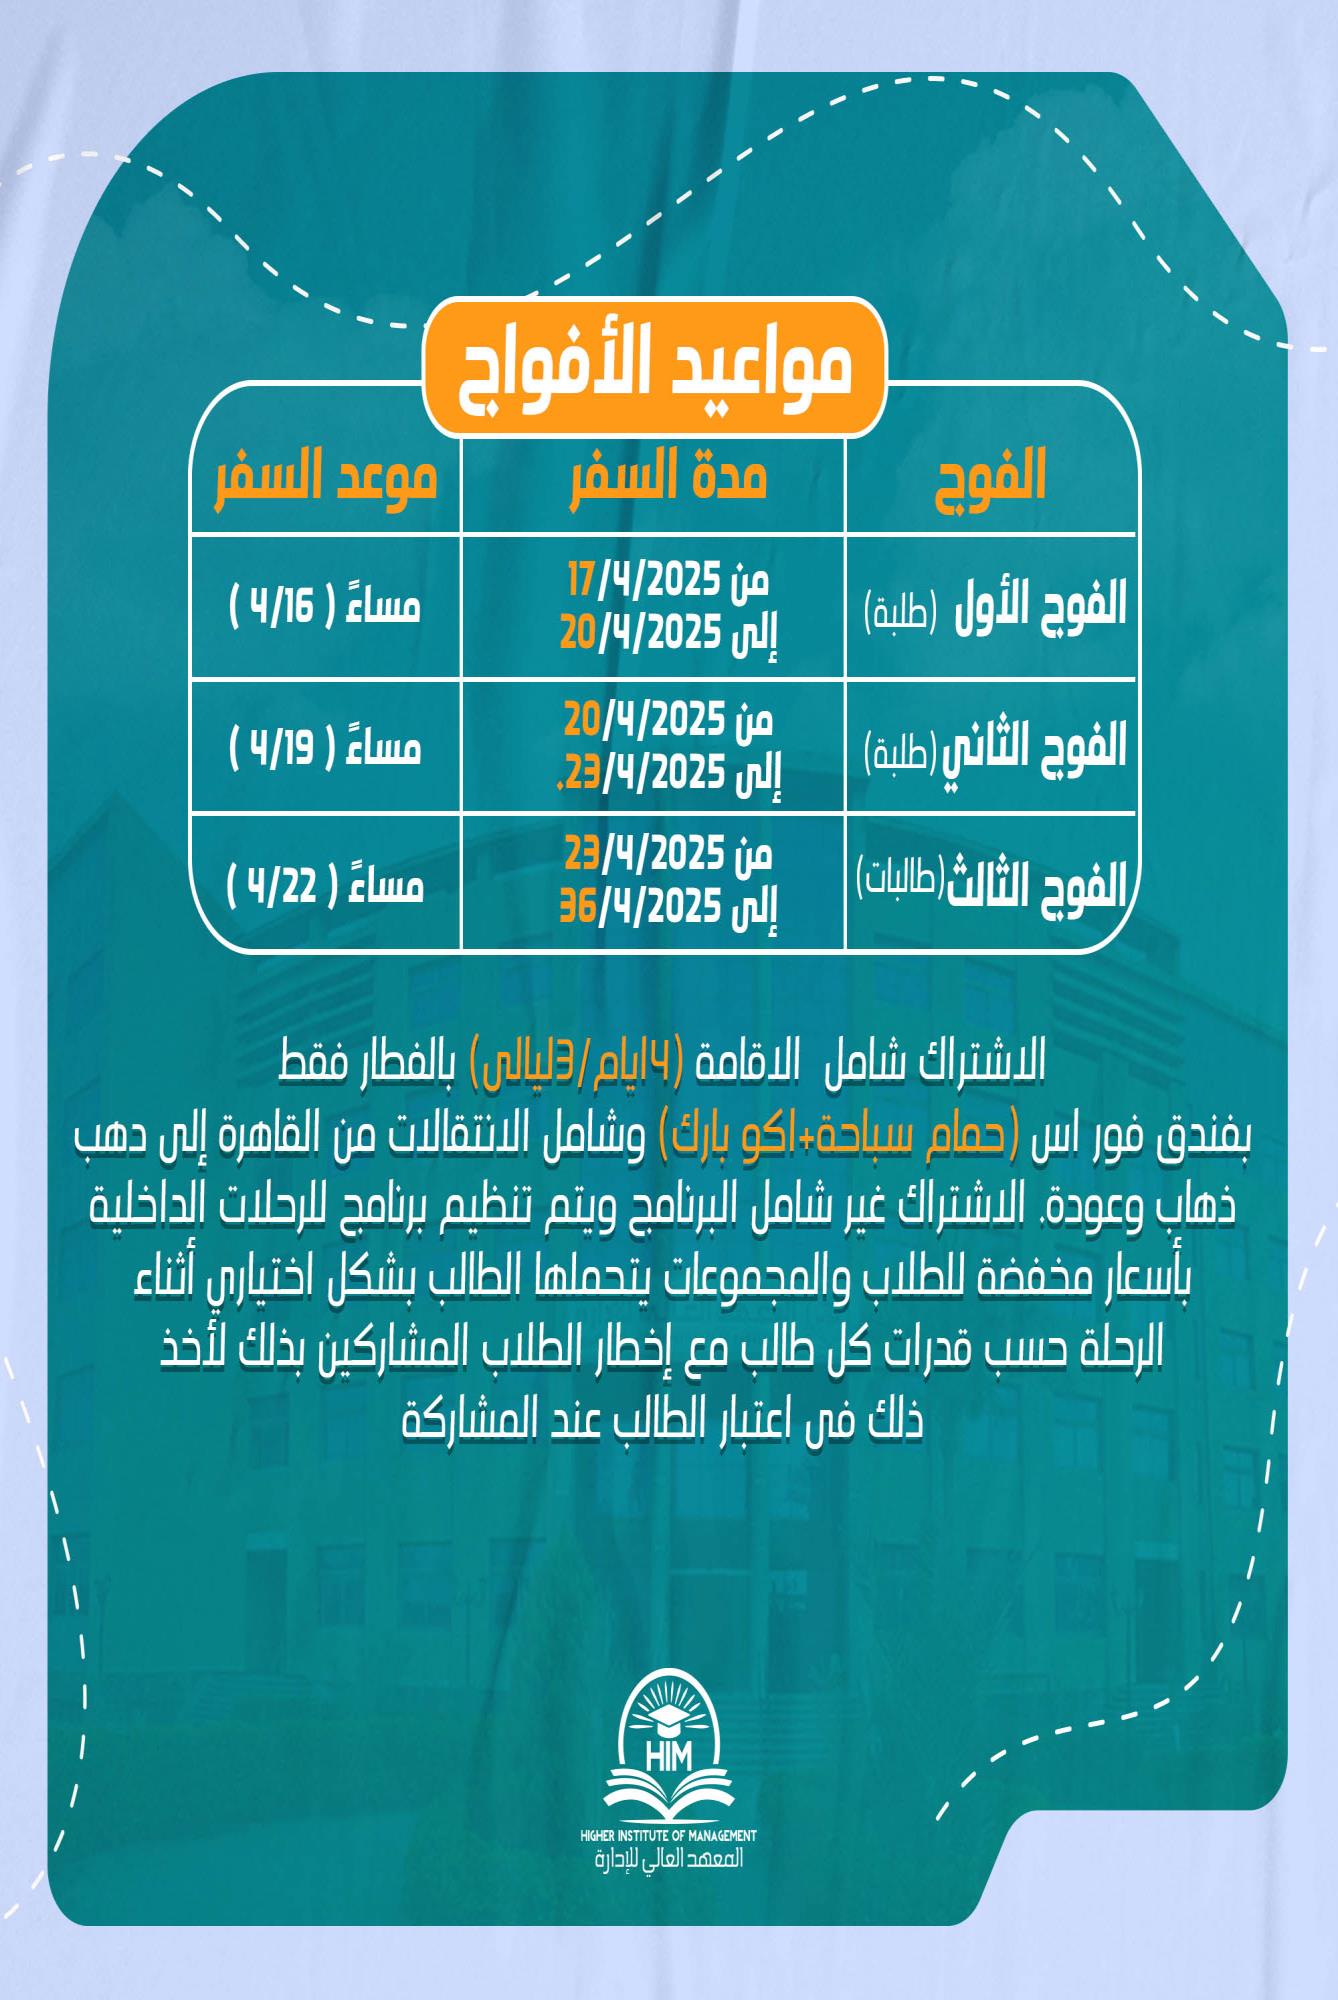 مواعيد الأفواج
الفوج مدة السفر موعد السفر
الفوج الأول (طلبة) من 17/4/2025 مساءً ( 4/16 )
إلى 20/4/2025
الفوج الثاني (طلبة) من 20/4/2025 مساءً ( 4/19 )
إلى 23/4/2025.
الفوج الثالث (طالبات) من 23/4/2025 مساءً ( 4/22 )
إلى 36/4/2025
الاشتراك شامل الاقامة (4ايام/3ليالى) بالفطار فقط
بفندق فور اس (حمام سباحة+اكو بارك) وشامل الانتقالات من القاهرة إلى دهب
ذهاب وعودة. الاشتراك غير شامل البرنامج ويتم تنظيم برنامج للرحلات الداخلية
بأسعار مخفضة للطلاب والمجموعات يتحملها الطالب بشكل اختياري أثناء
الرحلة حسب قدرات كل طالب مع إخطار الطلاب المشاركين بذلك لأخذ
ذلك فى اعتبار الطالب عند المشاركة
HIM
HIGHER INSTITUTE OF MANAGEMENT
المعهد العالي للإدارة